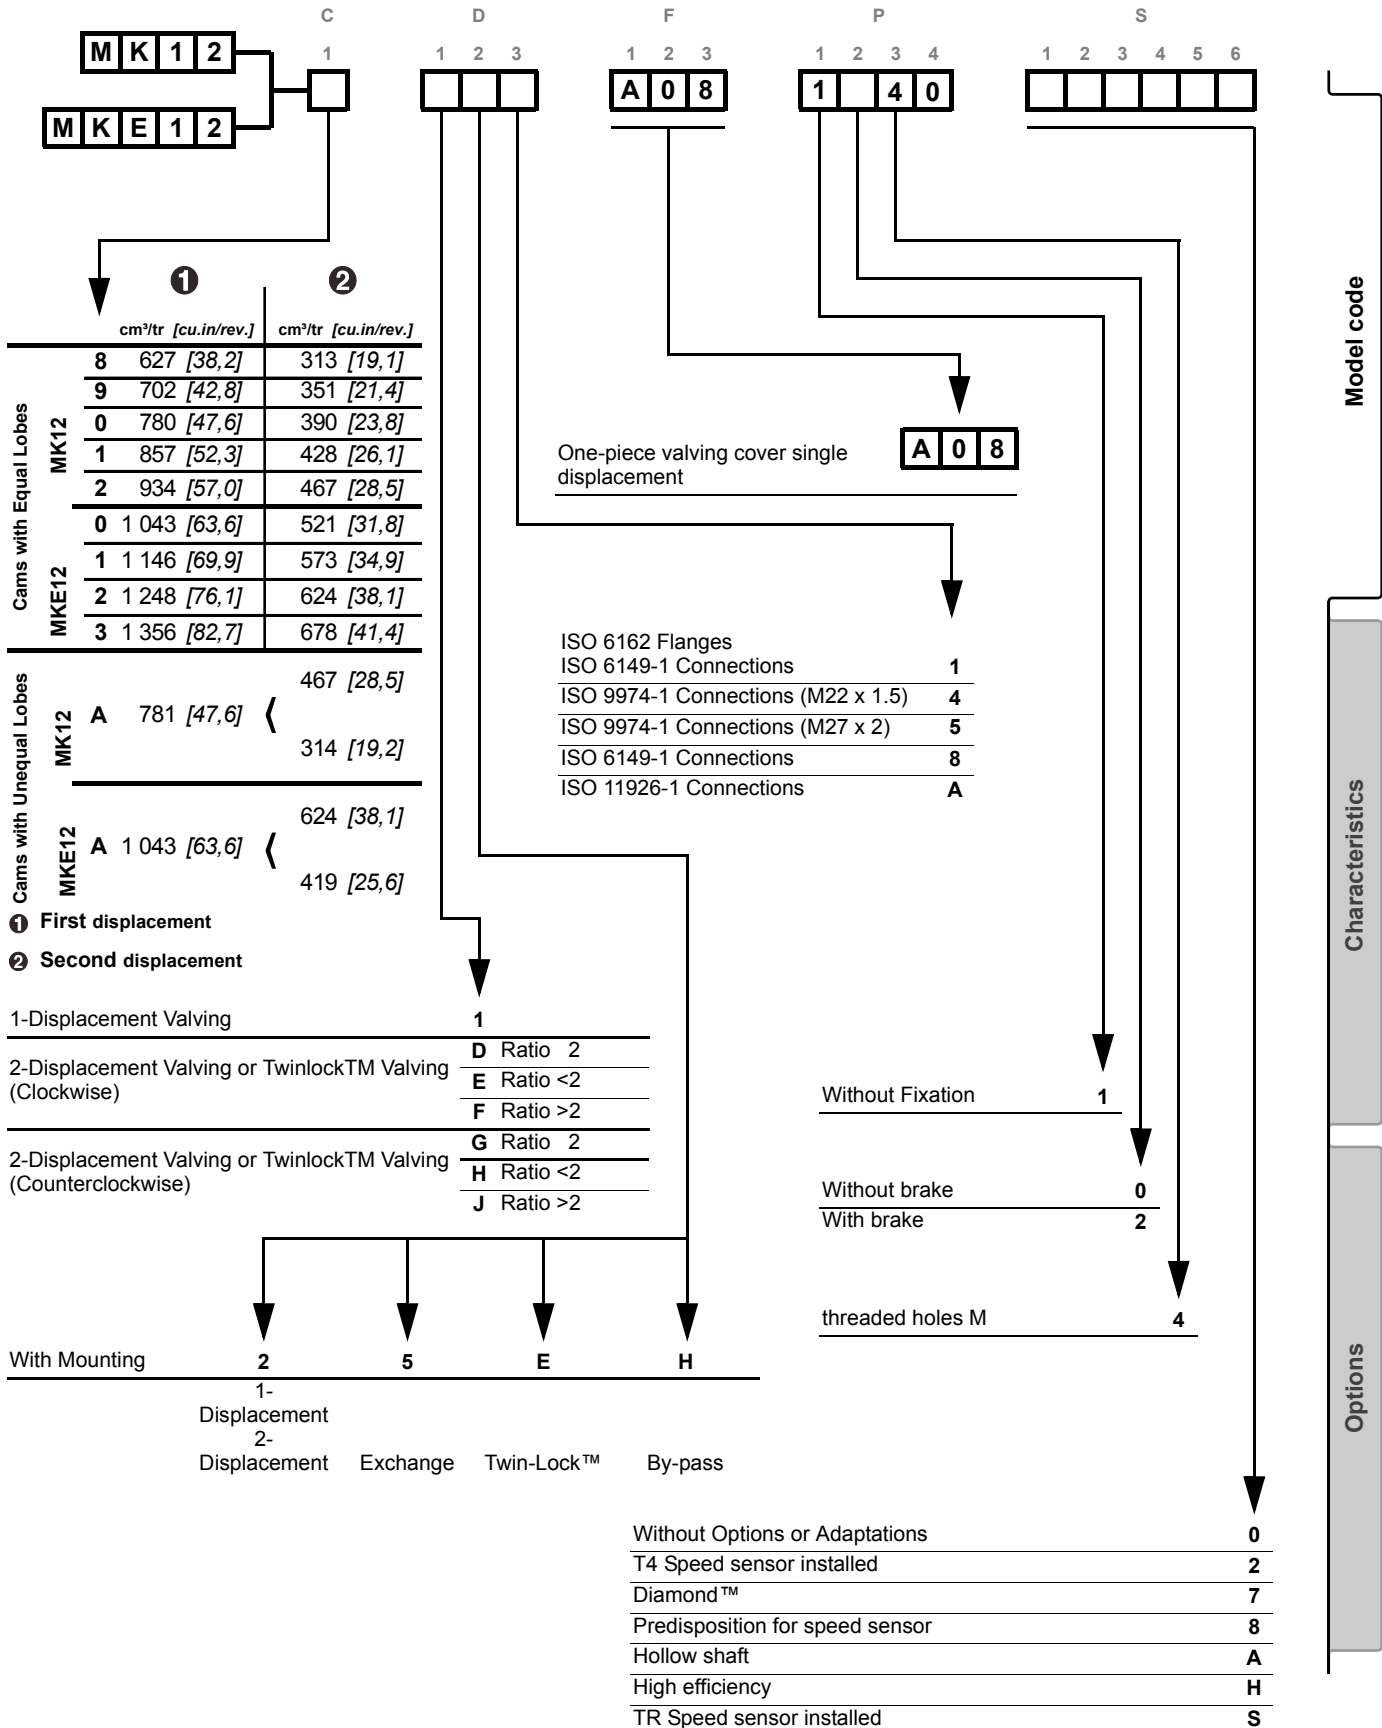 C D F P S
1 1 2 3 1 2 3 1 2 3 4 1 2 3 4 5 6
M K 1 2
A 0 8 1 4 0
M K E 1 2
❶ ❷
cm³/tr [cu.in/rev.] cm³/tr [cu.in/rev.]
Cams with Equal Lobes
MK12
8 627 [38,2] 313 [19,1]
9 702 [42,8] 351 [21,4]
0 780 [47,6] 390 [23,8]
1 857 [52,3] 428 [26,1]
2 934 [57,0] 467 [28,5]
MKE12
0 1 043 [63,6] 521 [31,8]
1 1 146 [69,9] 573 [34,9]
2 1 248 [76,1] 624 [38,1]
3 1 356 [82,7] 678 [41,4]
Cams with Unequal Lobes
MK12
467 [28,5]
A 781 [47,6] ⟨
314 [19,2]
MKE12
624 [38,1]
A 1 043 [63,6] ⟨
419 [25,6]
❶ First displacement
❷ Second displacement
One-piece valving cover single
displacement
A 0 8
ISO 6162 Flanges
ISO 6149-1 Connections 1
ISO 9974-1 Connections (M22 x 1.5) 4
ISO 9974-1 Connections (M27 x 2) 5
ISO 6149-1 Connections 8
ISO 11926-1 Connections A
1-Displacement Valving 1
2-Displacement Valving or TwinlockTM Valving
(Clockwise)
D Ratio 2
E Ratio <2
F Ratio >2
2-Displacement Valving or TwinlockTM Valving
(Counterclockwise)
G Ratio 2
H Ratio <2
J Ratio >2
With Mounting 2 5 E H
1-
Displacement
2-
Displacement Exchange Twin-Lock™ By-pass
Without Fixation 1
Without brake 0
With brake 2
threaded holes M 4
Without Options or Adaptations 0
T4 Speed sensor installed 2
Diamond™ 7
Predisposition for speed sensor 8
Hollow shaft A
High efficiency H
TR Speed sensor installed S
Model code
Characteristics
Options